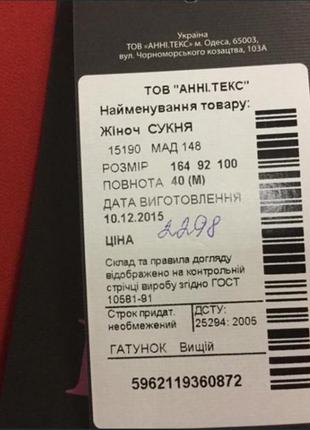 Україна
ТОВ «АННІ.ТЕКС» м. Одеса, 65003,
вул. Чорноморського козацтва, 103А
ТОВ "АННІ.ТЕКС"
Найменування товару:
Жіноч СУКНЯ
15190 МАД 148
РОЗМІР 164 92 100
ПОВНОТА 40 (М)
ДАТА ВИГОТОВЛЕННЯ
10.12.2015
ЦІНА 2298
Склад та правила догляду
відображено на контрольній
стрічці виробу згідно ГОСТ
10581-91
Строк придат. ДСТУ:
необмежений 25294: 2005
ГАТУНОК Вищій
5962119360872